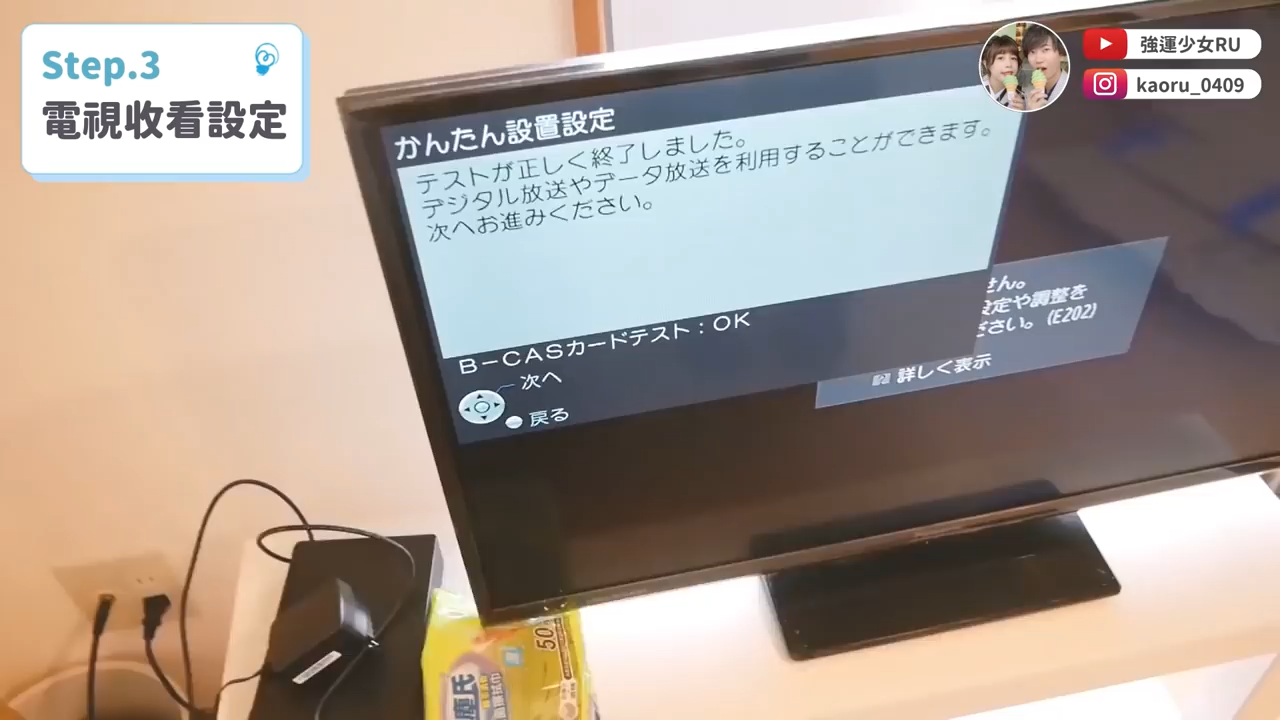 Step.3
電視收看設定
強運少女RU
kaoru_0409
かんたん設置設定
テストが正しく終了しました。
デジタル放送やデータ放送を利用することができます。
次へお進みください。
B-CASカードテスト：OK
次へ
戻る
せん。
設定や調整を
ださい。(E202)
詳しく表示
50